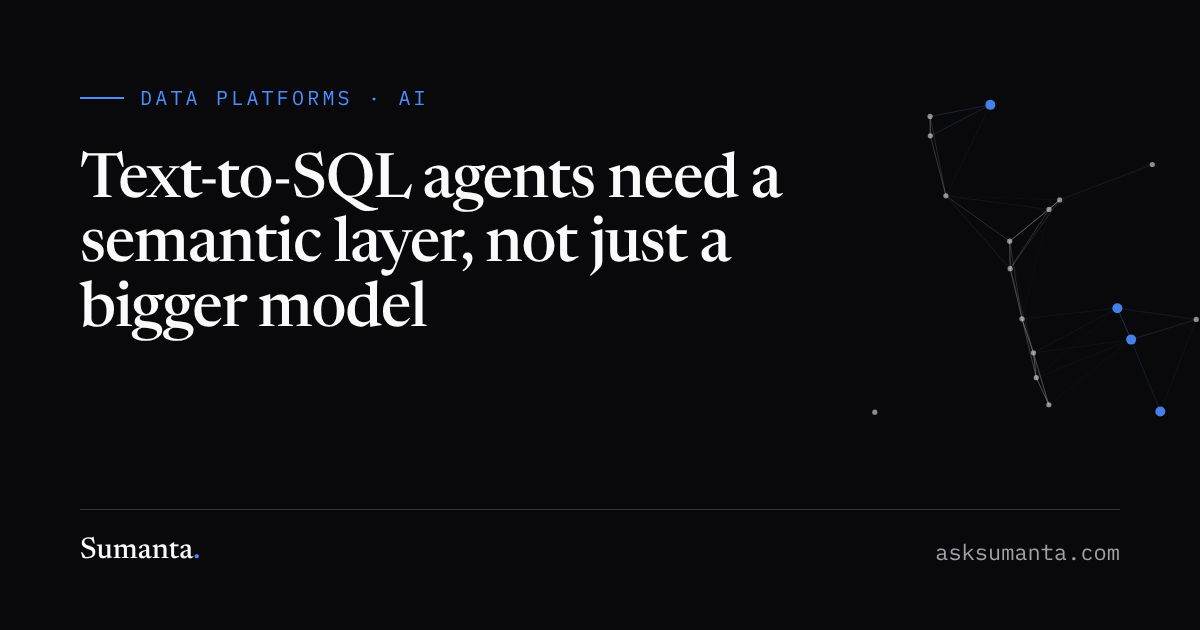 DATA PLATFORMS · AI
Text-to-SQL agents need a
semantic layer, not just a
bigger model
Sumanta.
asksumanta.com